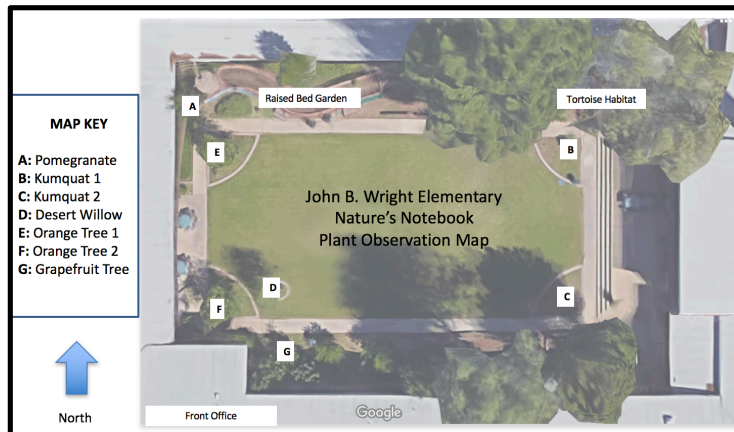 MAP KEY
A: Pomegranate
B: Kumquat 1
C: Kumquat 2
D: Desert Willow
E: Orange Tree 1
F: Orange Tree 2
G: Grapefruit Tree
North
Raised Bed Garden
Tortoise Habitat
A
E
B
John B. Wright Elementary
Nature's Notebook
Plant Observation Map
D
C
F
G
Front Office
Google